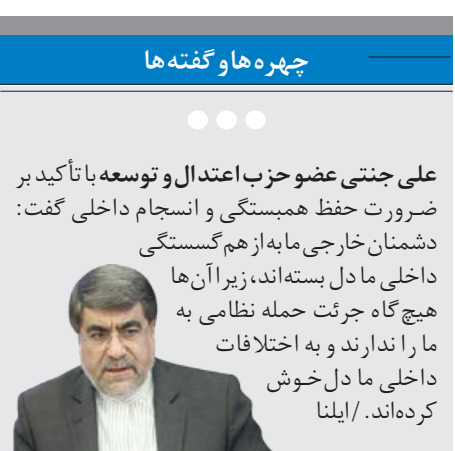 چهره‌ها و گفته‌ها
علی جنتی عضو حزب اعتدال و توسعه با تأکید بر
ضرورت حفظ همبستگی و انسجام داخلی گفت:
دشمنان خارجی ما به از هم گسستگی
داخلی ما دل بسته‌اند، زیرا آن‌ها
هیچ گاه جرئت حمله نظامی به
ما را ندارند و به اختلافات
داخلی ما دل خوش
کرده‌اند. /ایلنا